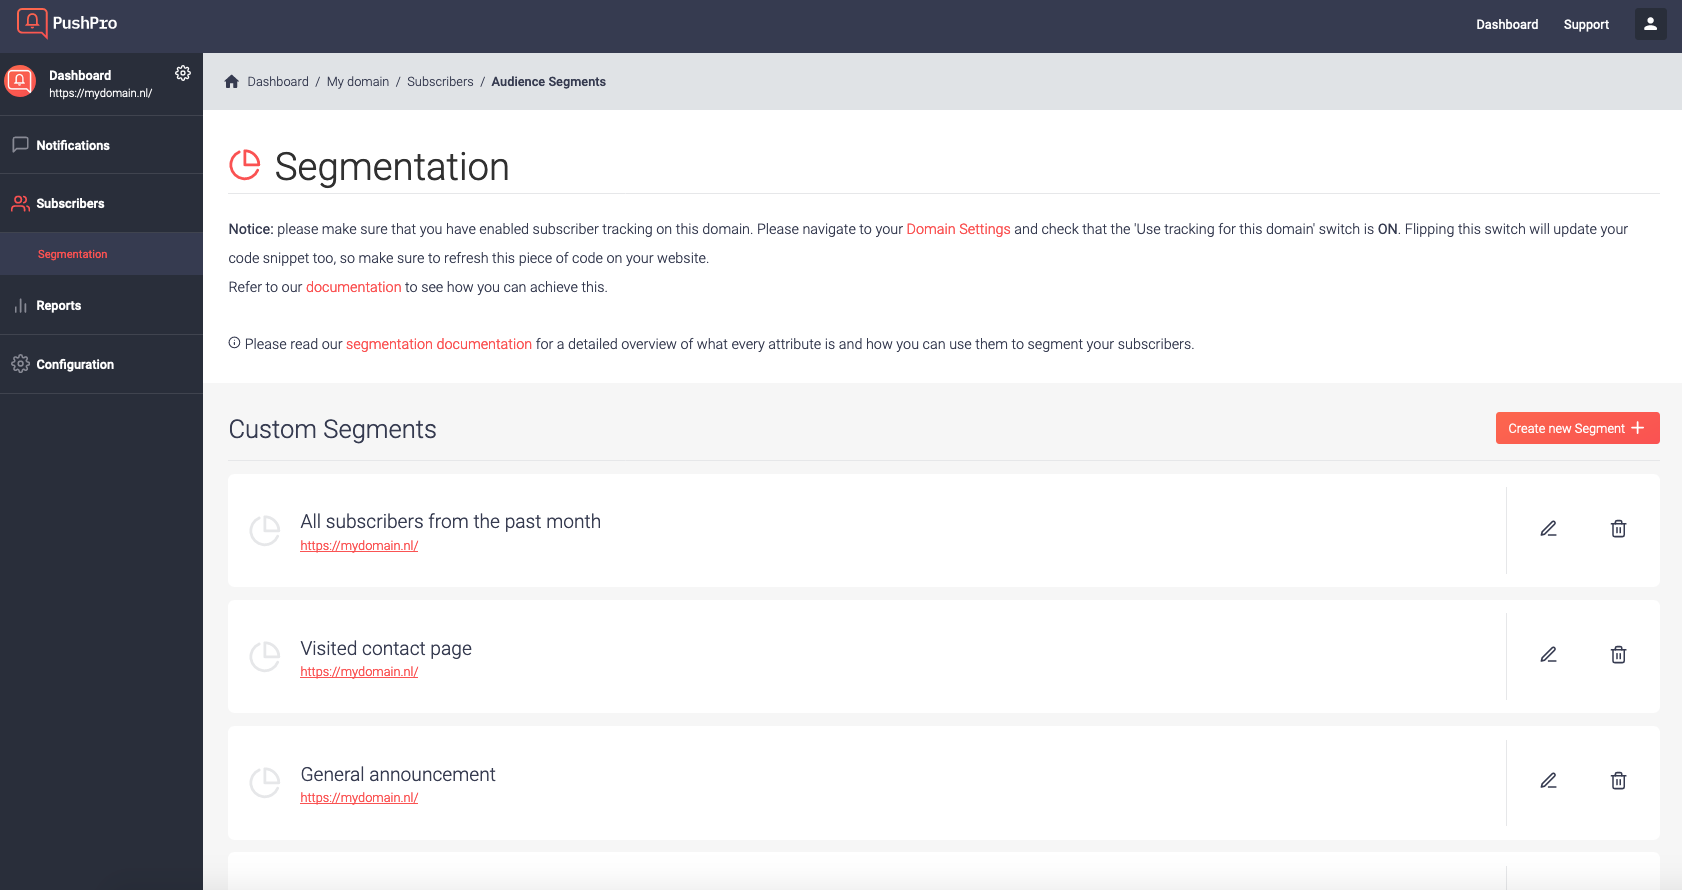 PushPro
Dashboard
Support
Dashboard
https://mydomain.nl/
Notifications
Subscribers
Segmentation
Reports
Configuration
Dashboard / My domain / Subscribers / Audience Segments
Segmentation
Notice: please make sure that you have enabled subscriber tracking on this domain. Please navigate to your Domain Settings and check that the 'Use tracking for this domain' switch is ON. Flipping this switch will update your
code snippet too, so make sure to refresh this piece of code on your website.
Refer to our documentation to see how you can achieve this.
Please read our segmentation documentation for a detailed overview of what every attribute is and how you can use them to segment your subscribers.
Custom Segments
Create new Segment
All subscribers from the past month
https://mydomain.nl/
Visited contact page
https://mydomain.nl/
General announcement
https://mydomain.nl/